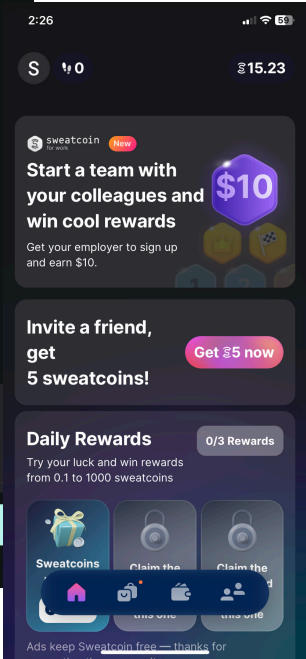 2:26
59
S
0
15.23
sweatcoin
for work
New
Start a team with
your colleagues and
win cool rewards
$10
Get your employer to sign up
and earn $10.
Invite a friend,
get
5 sweatcoins!
Get 5 now
Daily Rewards
0/3 Rewards
Try your luck and win rewards
from 0.1 to 1000 sweatcoins
Sweatcoins
Claim the
Claim the
this one
this one
Ads keep Sweatcoin free — thanks for